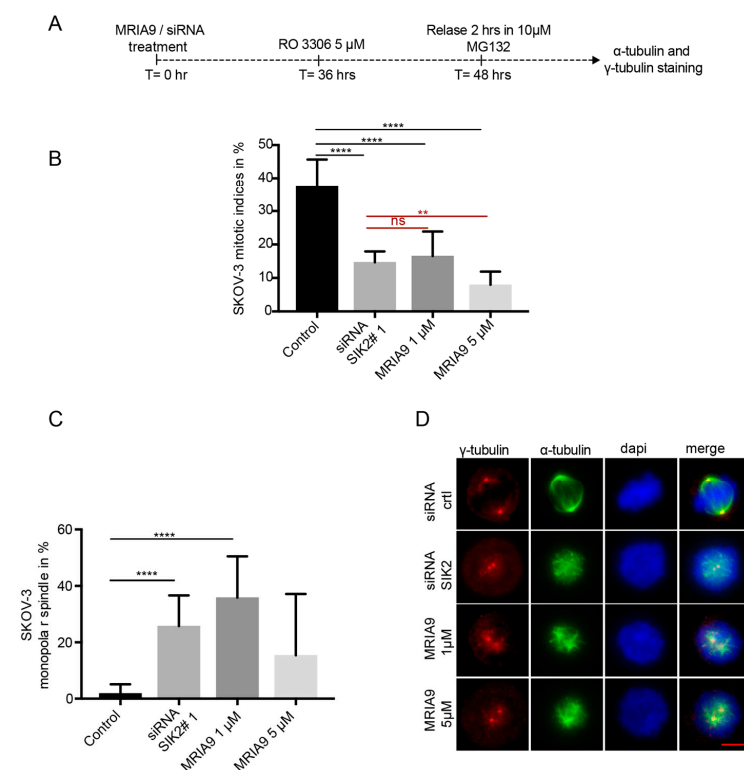 A
MRIA9 / siRNA
treatment
T= 0 hr
RO 3306 5 µM
T= 36 hrs
Relase 2 hrs in 10µM
MG132
T= 48 hrs
α-tubulin and
γ-tubulin staining
B
SKOV-3 mitotic indices in %
50
40
30
20
10
0
****
****
****
**
ns
Control
siRNA
SIK2# 1
MRIA9 1 µM
MRIA9 5 µM
C
SKOV-3
monopola r spindle in %
60
40
20
0
****
****
Control
siRNA
SIK2# 1
MRIA9 1 µM
MRIA9 5 µM
D
γ-tubulin α-tubulin dapi merge
siRNA
crtl
siRNA
SIK2
MRIA9
1µM
MRIA9
5µM